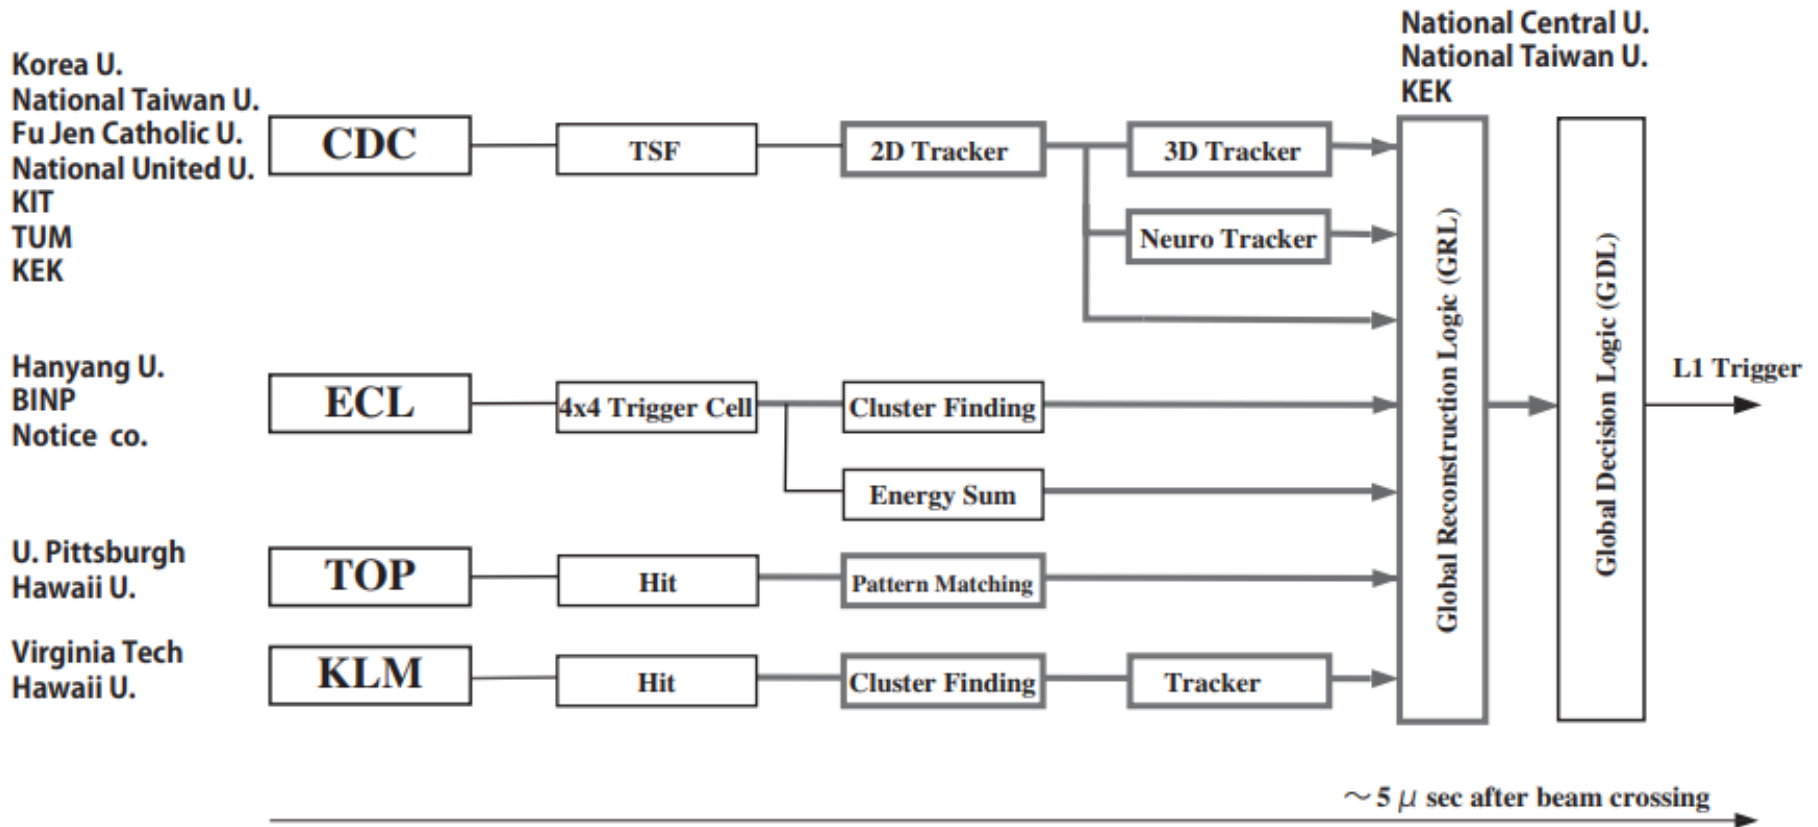 National Central U.
National Taiwan U.
KEK
Korea U.
National Taiwan U.
Fu Jen Catholic U.
National United U.
KIT
TUM
KEK
CDC
TSF
2D Tracker
3D Tracker
Neuro Tracker
Hanyang U.
BINP
Notice co.
ECL
4x4 Trigger Cell
Cluster Finding
Energy Sum
U. Pittsburgh
Hawaii U.
TOP
Hit
Pattern Matching
Virginia Tech
Hawaii U.
KLM
Hit
Cluster Finding
Tracker
Global Reconstruction Logic (GRL)
Global Decision Logic (GDL)
L1 Trigger
～5 μ sec after beam crossing